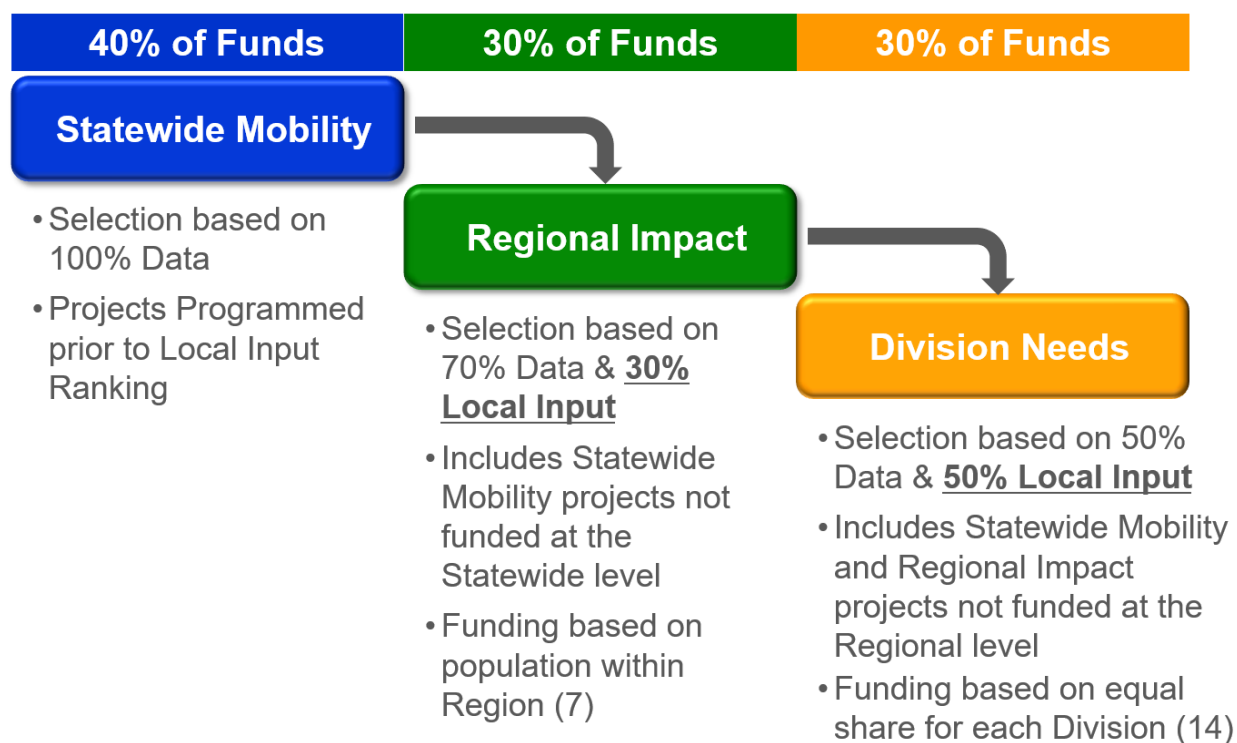 40% of Funds
30% of Funds
30% of Funds
Statewide Mobility
• Selection based on
100% Data
• Projects Programmed
prior to Local Input
Ranking
Regional Impact
• Selection based on
70% Data & 30%
Local Input
• Includes Statewide
Mobility projects not
funded at the
Statewide level
• Funding based on
population within
Region (7)
Division Needs
• Selection based on 50%
Data & 50% Local Input
• Includes Statewide Mobility
and Regional Impact
projects not funded at the
Regional level
• Funding based on equal
share for each Division (14)